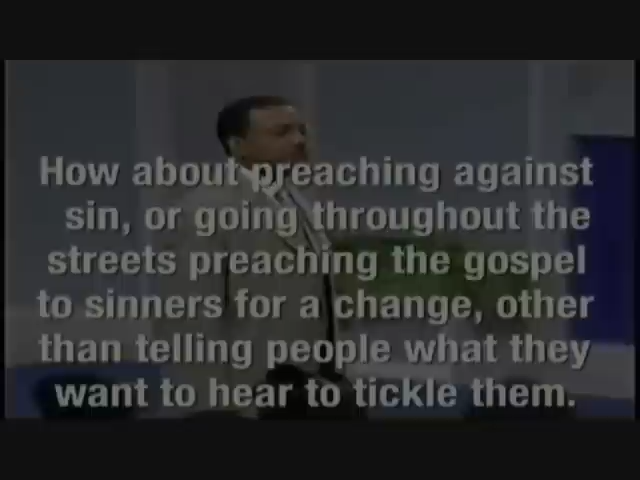 How about preaching against
sin, or going throughout the
streets preaching the gospel
to sinners for a change, other
than telling people what they
want to hear to tickle them.